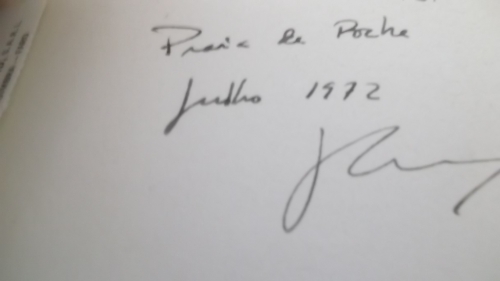 Praia da Rocha
Julho 1972